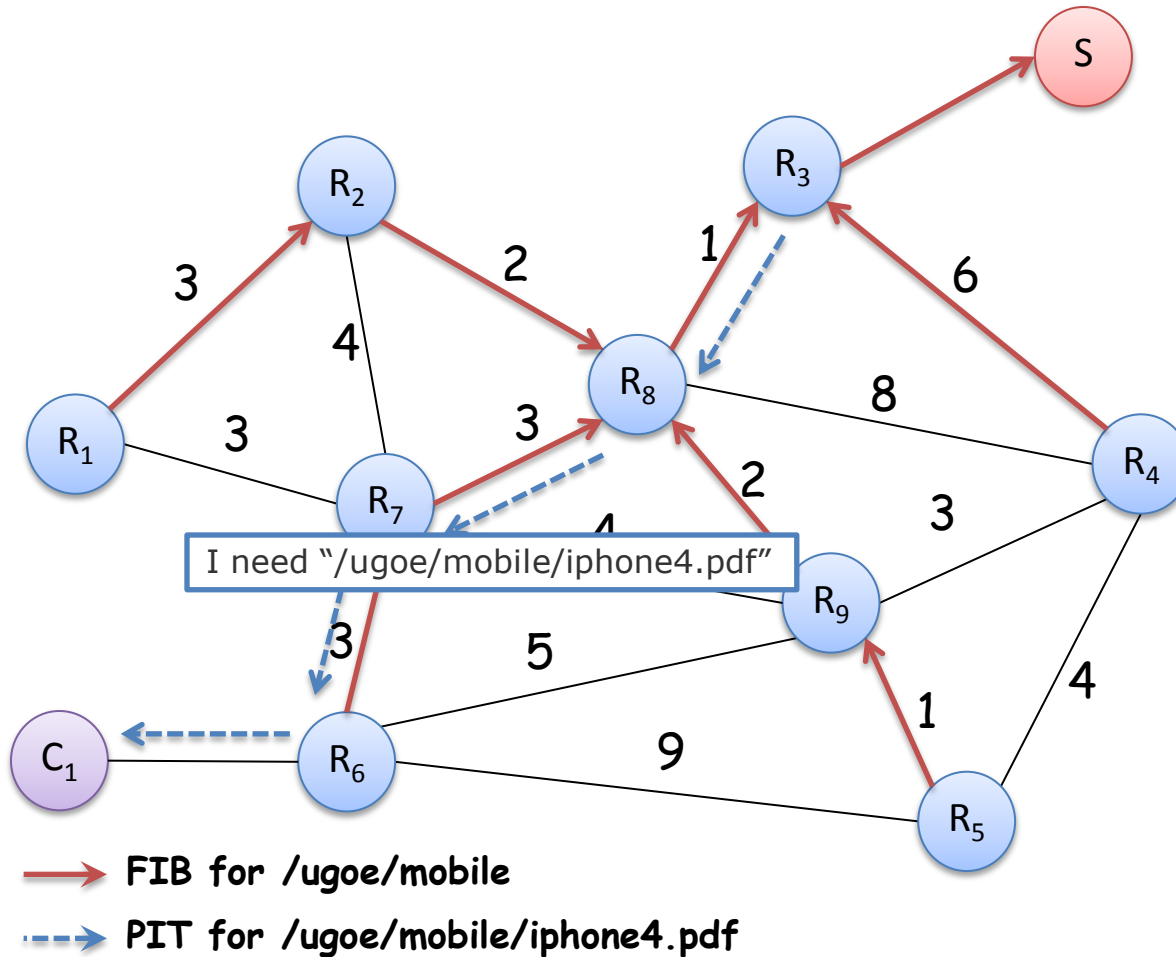 S
R3
R2
1
3
2
6
4
R8
8
R1
3
3
R7
R4
2
3
4
I need “/ugoe/mobile/iphone4.pdf”
R9
3
5
4
1
C1
R6
9
R5
FIB for /ugoe/mobile
PIT for /ugoe/mobile/iphone4.pdf